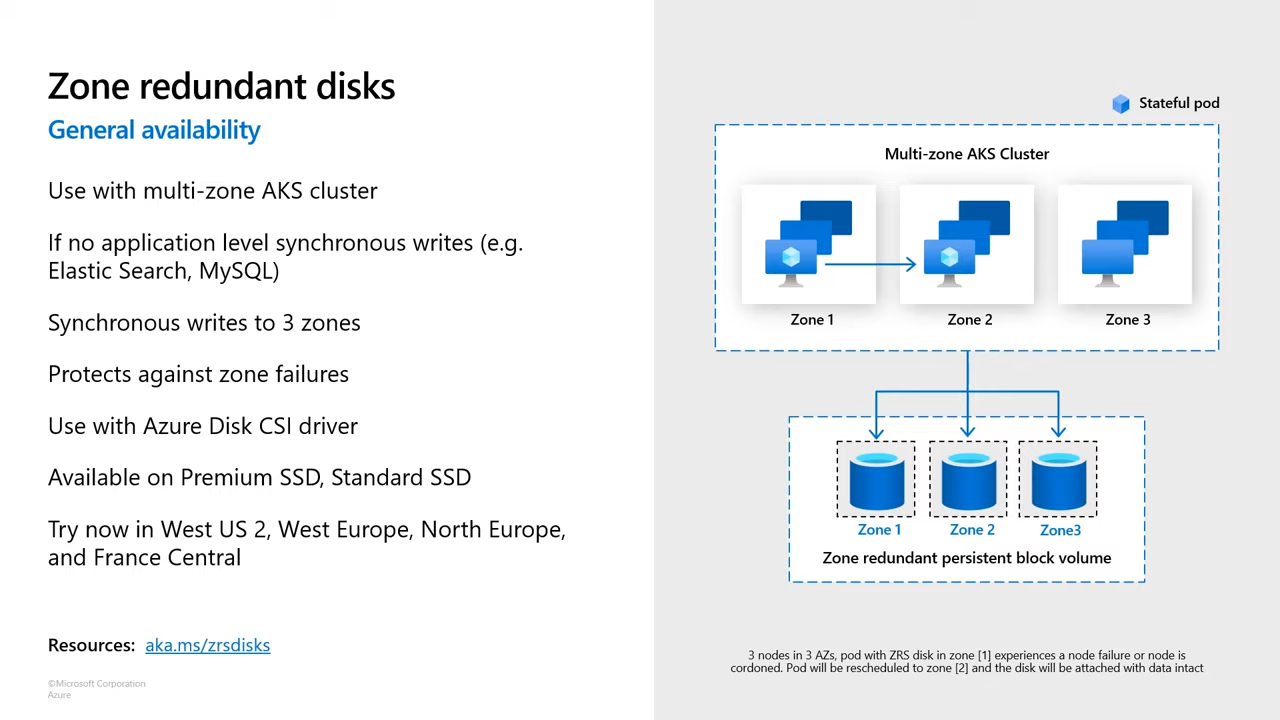 Zone redundant disks
General availability
Use with multi-zone AKS cluster
If no application level synchronous writes (e.g.
Elastic Search, MySQL)
Synchronous writes to 3 zones
Protects against zone failures
Use with Azure Disk CSI driver
Available on Premium SSD, Standard SSD
Try now in West US 2, West Europe, North Europe,
and France Central
Resources: aka.ms/zrsdisks
©Microsoft Corporation
Azure
Stateful pod
Multi-zone AKS Cluster
Zone 1
Zone 2
Zone 3
Zone 1
Zone 2
Zone3
Zone redundant persistent block volume
3 nodes in 3 AZs, pod with ZRS disk in zone [1] experiences a node failure or node is
cordoned. Pod will be rescheduled to zone [2] and the disk will be attached with data intact